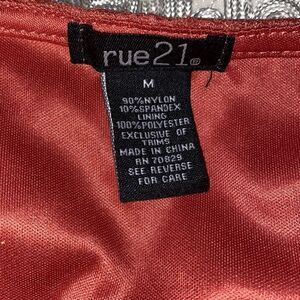 rue21®
M
90%NYLON
10%SPANDEX
LINING
100%POLYESTER
EXCLUSIVE OF
TRIMS
MADE IN CHINA
RN 70829
SEE REVERSE
FOR CARE